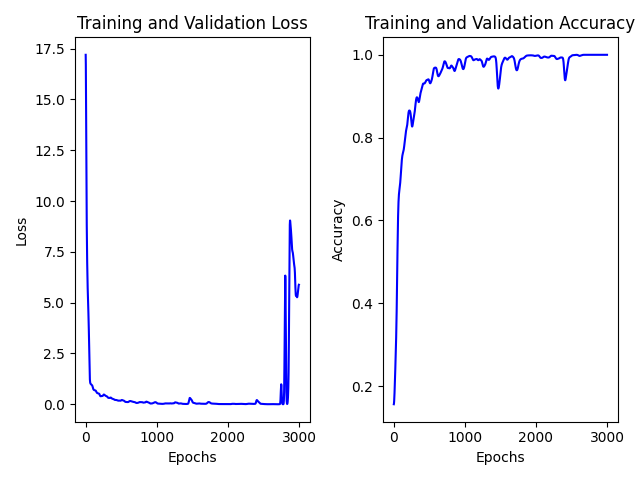 Training and Validation Loss
17.5
15.0
12.5
10.0
7.5
5.0
2.5
0.0
Loss
0 1000 2000 3000
Epochs
Training and Validation Accuracy
1.0
0.8
0.6
0.4
0.2
Accuracy
0 1000 2000 3000
Epochs